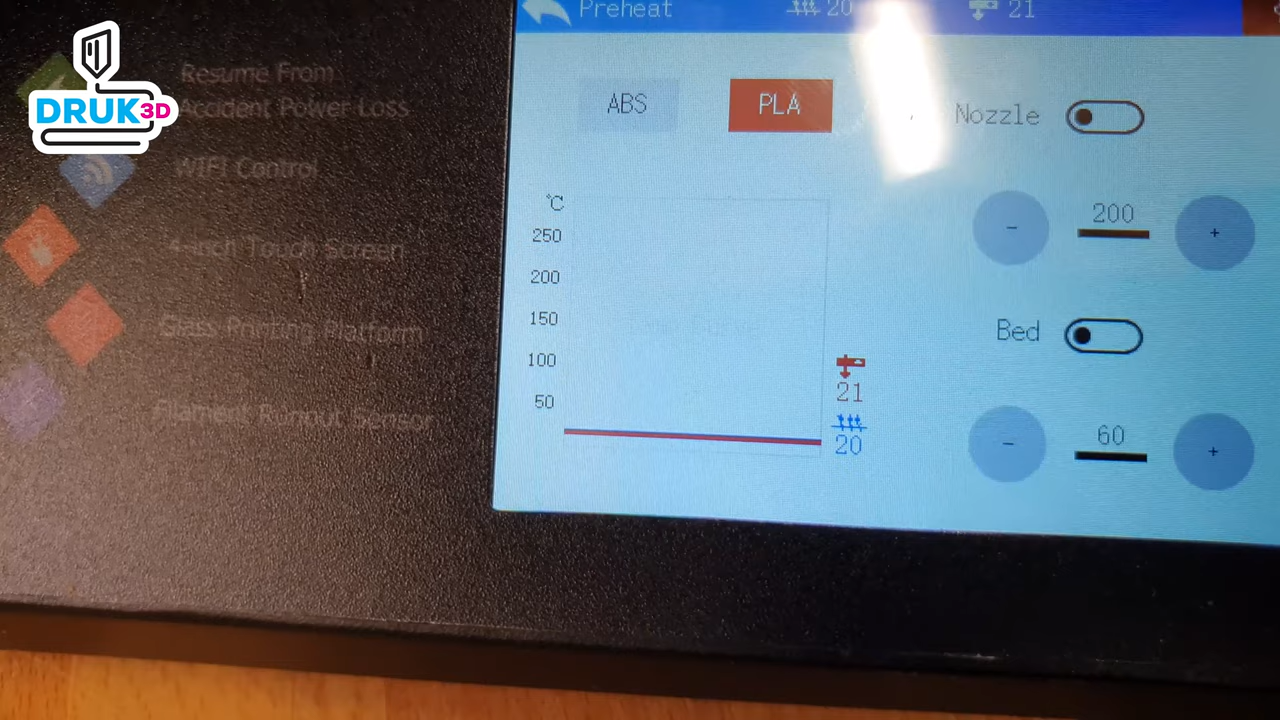 DRUK3D
Resume From
Accident Power Loss
WIFI Control
4-inch Touch Screen
Glass Printing Platform
Filament Runout Sensor
Preheat
20
21
ABS
PLA
Nozzle
℃
250
200
150
100
50
- 200 +
Bed
21
20
- 60 +